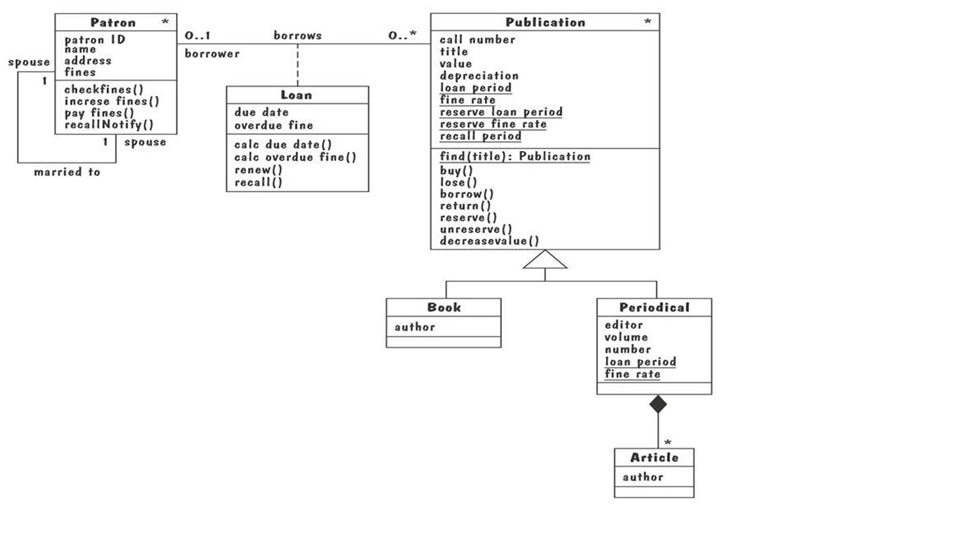 Patron *
patron ID
name
address
fines
checkfines()
increse fines()
pay fines()
recallNotify()
spouse
1
1 spouse
married to
0..1 borrows 0..*
borrower
Loan
due date
overdue fine
calc due date()
calc overdue fine()
renew()
recall()
Publication *
call number
title
value
depreciation
loan period
fine rate
reserve loan period
reserve fine rate
recall period
find(title): Publication
buy()
lose()
borrow()
return()
reserve()
unreserve()
decreasevalue()
Book
author
Periodical
editor
volume
number
loan period
fine rate
*
Article
author